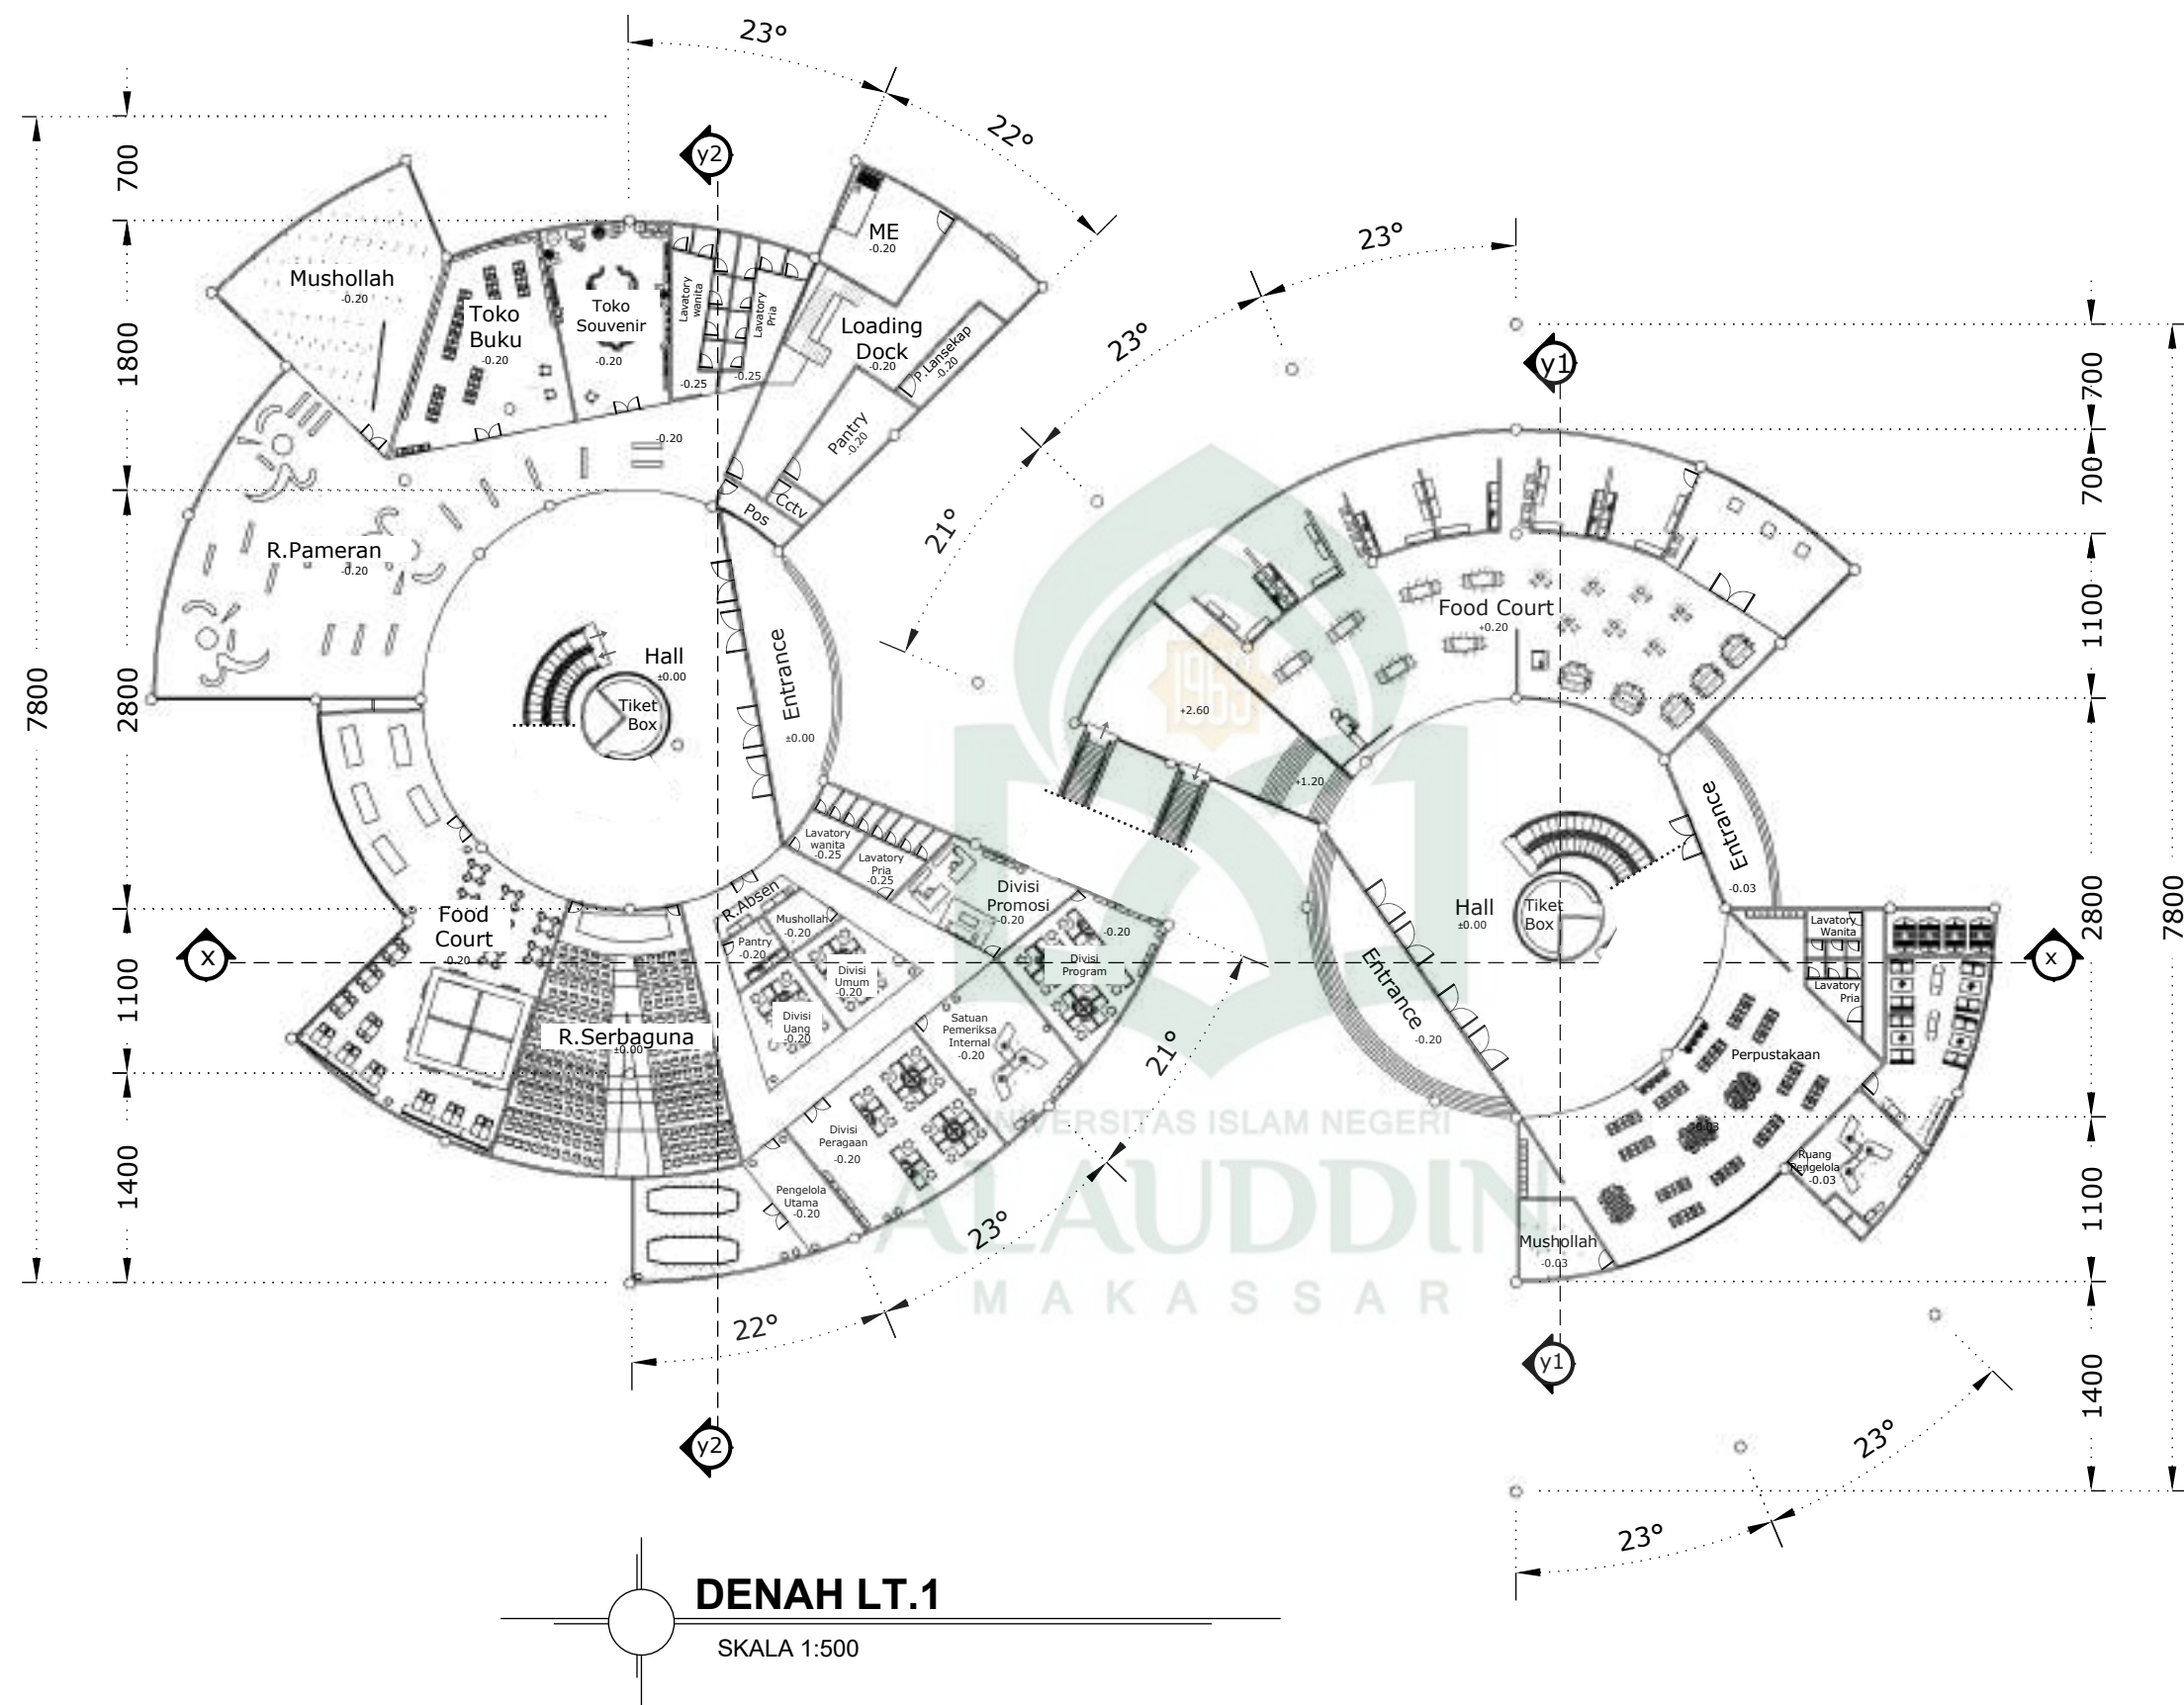 23°
22°
700
1800
2800
7800
1100
1400
y2
Mushollah
-0.20
Toko
Buku
-0.20
Toko
Souvenir
-0.20
Lavatory
wanita
-0.25
Lavatory
Pria
-0.25
ME
-0.20
Loading
Dock
-0.20
P.Lansekap
-0.20
Pantry
-0.20
Cctv
Pos
-0.20
R.Pameran
-0.20
Hall
±0.00
Tiket
Box
Entrance
±0.00
Lavatory
wanita
-0.25
Lavatory
Pria
-0.25
Divisi
Promosi
-0.20
R.Absen
Mushollah
-0.20
Pantry
-0.20
Divisi
Umum
-0.20
Divisi
Uang
-0.20
-0.20
Divisi
Program
Satuan
Pemeriksa
Internal
-0.20
Food
Court
-0.20
R.Serbaguna
±0.00
Divisi
Peragaan
-0.20
Pengelola
Utama
-0.20
x
21°
23°
22°
y2
23°
23°
21°
y1
Food Court
+0.20
+2.60
+1.20
1963
Entrance
-0.03
Hall
±0.00
Tiket
Box
Entrance
-0.20
Lavatory
Wanita
Lavatory
Pria
Perpustakaan
Ruang
Pengelola
-0.03
Mushollah
-0.03
x
y1
700
700
1100
2800
7800
1100
1400
23°
23°
UNIVERSITAS ISLAM NEGERI
ALAUDDIN
MAKASSAR
DENAH LT.1
SKALA 1:500